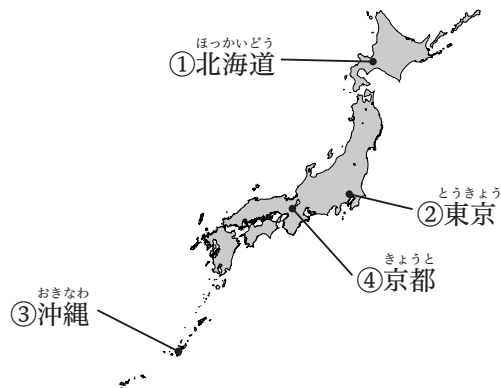 ほっかいどう
①北海道
とうきょう
②東京
きょうと
④京都
おきなわ
③沖縄